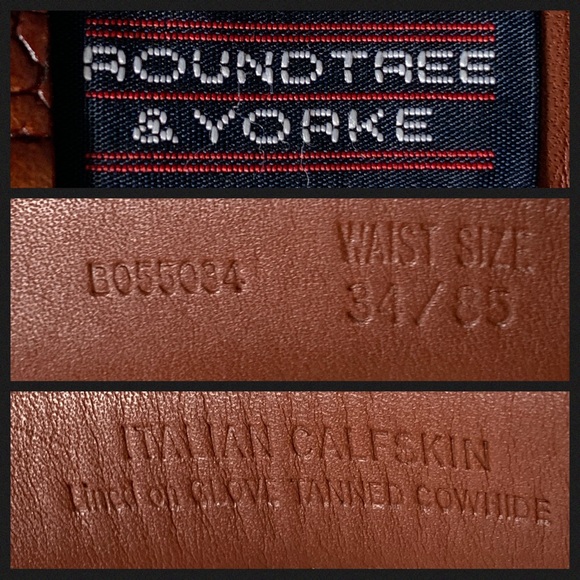 ROUNDTREE
& YORKE
B055034
WAIST SIZE
34/85
ITALIAN CALFSKIN
Lined on GLOVE TANNED COWHIDE